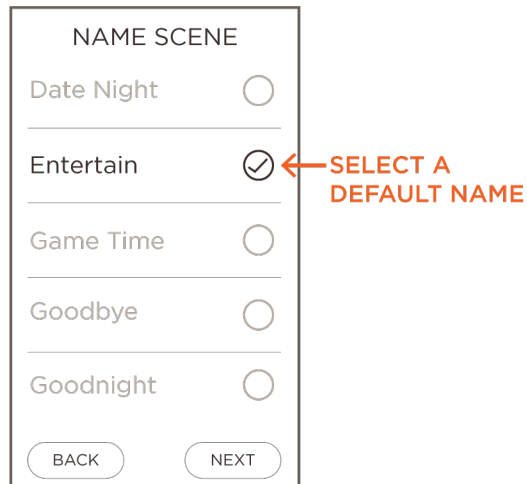 NAME SCENE
Date Night
Entertain
SELECT A
DEFAULT NAME
Game Time
Goodbye
Goodnight
BACK
NEXT